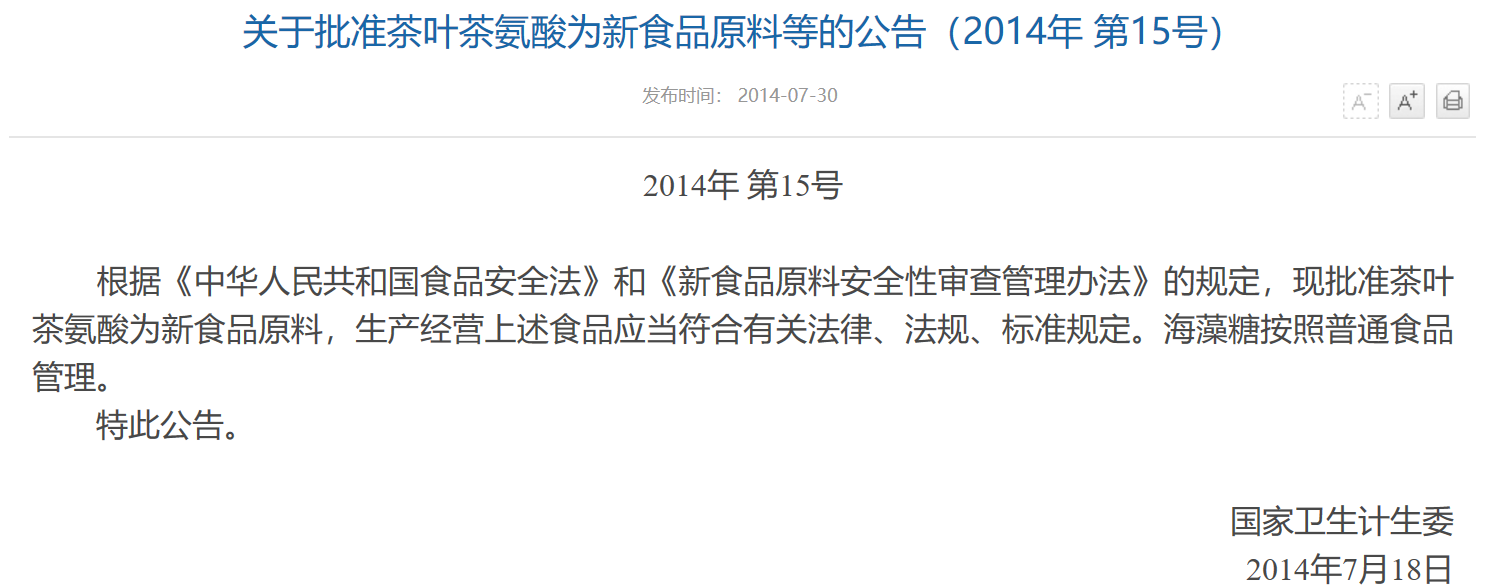 关于批准茶叶茶氨酸为新食品原料等的公告（2014年 第15号）
发布时间： 2014-07-30
A⁻ A⁺
2014年 第15号
根据《中华人民共和国食品安全法》和《新食品原料安全性审查管理办法》的规定，现批准茶叶
茶氨酸为新食品原料，生产经营上述食品应当符合有关法律、法规、标准规定。海藻糖按照普通食品
管理。
特此公告。
国家卫生计生委
2014年7月18日